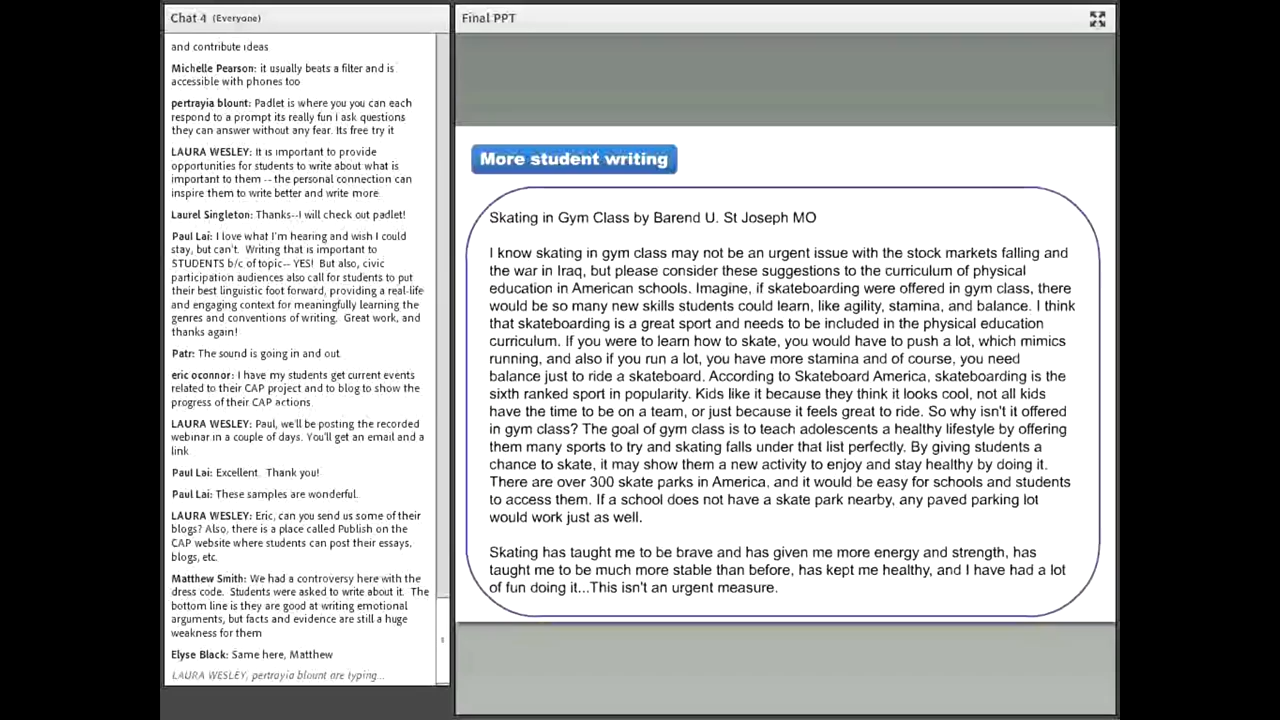 Chat 4 (Everyone)
and contribute ideas
Michelle Pearson: it usually beats a filter and is
accessible with phones too
pertrayia blount: Padlet is where you you can each
respond to a prompt its really fun i ask questions
they can answer without any fear. Its free try it
LAURA WESLEY: It is important to provide
opportunities for students to write about what is
important to them -- the personal connection can
inspire them to write better and write more
Laurel Singleton: Thanks--I will check out padlet!
Paul Lai: I love what I'm hearing and wish I could
stay, but can't. Writing that is important to
STUDENTS b/c of topic-- YES! But also, civic
participation audiences also call for students to put
their best linguistic foot forward, providing a real-life
and engaging context for meaningfully learning the
genres and conventions of writing. Great work, and
thanks again!
Patr: The sound is going in and out.
eric oconnor: I have my students get current events
related to their CAP project and to blog to show the
progress of their CAP actions.
LAURA WESLEY: Paul, we'll be posting the recorded
webinar in a couple of days. You'll get an email and a
link.
Paul Lai: Excellent. Thank you!
Paul Lai: These samples are wonderful.
LAURA WESLEY: Eric, can you send us some of their
blogs? Also, there is a place called Publish on the
CAP website where students can post their essays,
blogs, etc.
Matthew Smith: We had a controversy here with the
dress code. Students were asked to write about it. The
bottom line is they are good at writing emotional
arguments, but facts and evidence are still a huge
weakness for them
Elyse Black: Same here, Matthew
LAURA WESLEY, pertrayia blount are typing...
Final PPT
More student writing
Skating in Gym Class by Barend U. St Joseph MO
I know skating in gym class may not be an urgent issue with the stock markets falling and
the war in Iraq, but please consider these suggestions to the curriculum of physical
education in American schools. Imagine, if skateboarding were offered in gym class, there
would be so many new skills students could learn, like agility, stamina, and balance. I think
that skateboarding is a great sport and needs to be included in the physical education
curriculum. If you were to learn how to skate, you would have to push a lot, which mimics
running, and also if you run a lot, you have more stamina and of course, you need
balance just to ride a skateboard. According to Skateboard America, skateboarding is the
sixth ranked sport in popularity. Kids like it because they think it looks cool, not all kids
have the time to be on a team, or just because it feels great to ride. So why isn't it offered
in gym class? The goal of gym class is to teach adolescents a healthy lifestyle by offering
them many sports to try and skating falls under that list perfectly. By giving students a
chance to skate, it may show them a new activity to enjoy and stay healthy by doing it.
There are over 300 skate parks in America, and it would be easy for schools and students
to access them. If a school does not have a skate park nearby, any paved parking lot
would work just as well.
Skating has taught me to be brave and has given me more energy and strength, has
taught me to be much more stable than before, has kept me healthy, and I have had a lot
of fun doing it...This isn't an urgent measure.